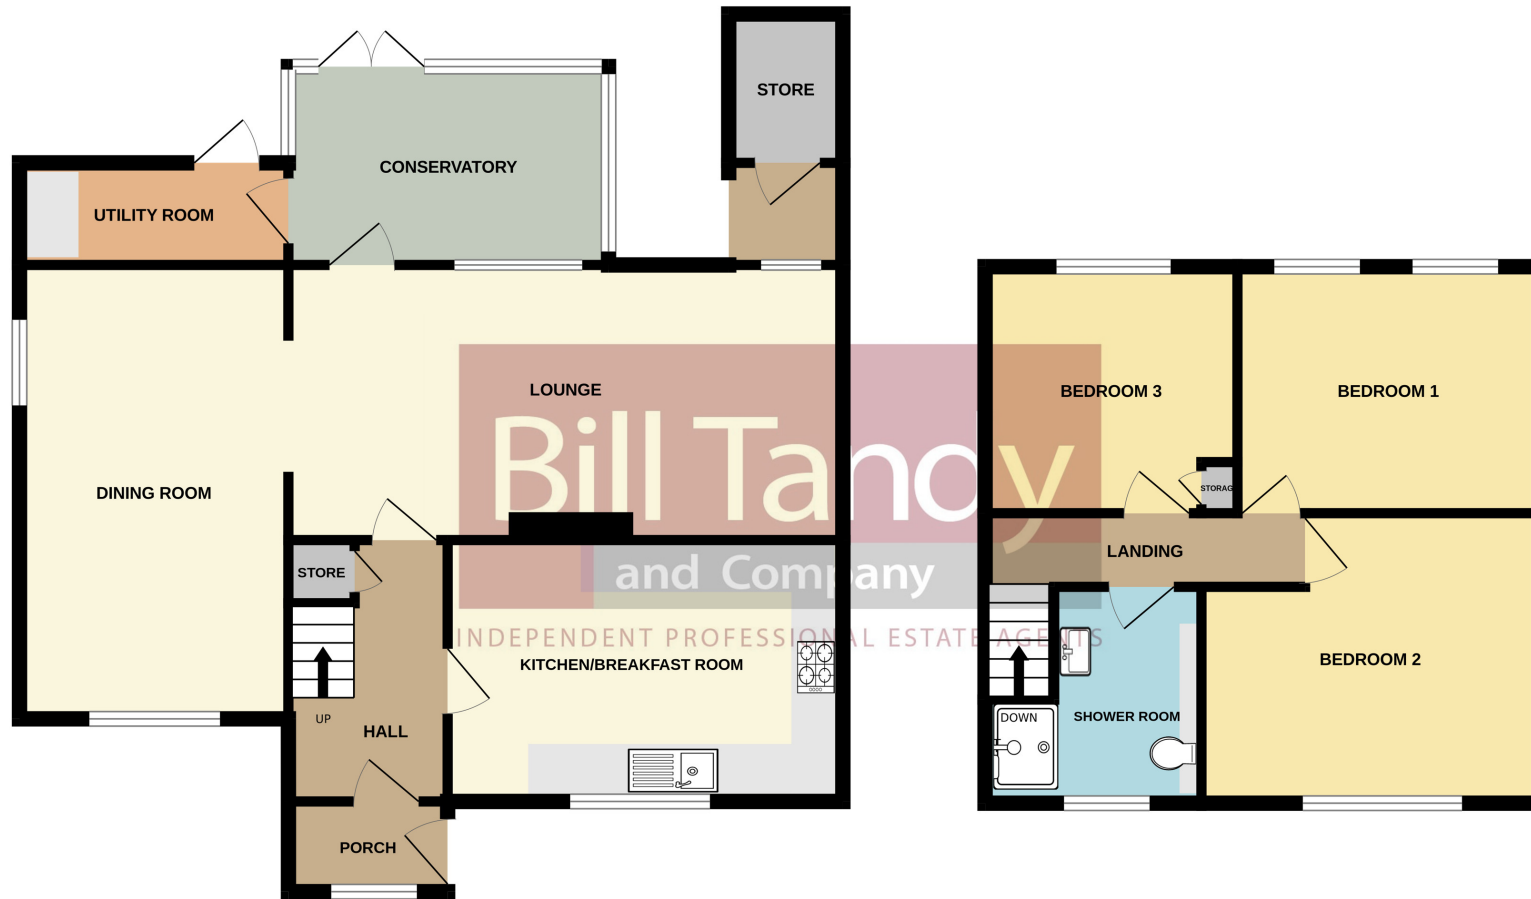 STORE
CONSERVATORY
UTILITY ROOM
LOUNGE
BEDROOM 3
BEDROOM 1
Bill Tandy
DINING ROOM
STORAG
LANDING
STORE
and Company
INDEPENDENT PROFESSIONAL ESTATE AGENTS
KITCHEN/BREAKFAST ROOM
BEDROOM 2
UP
HALL
DOWN
SHOWER ROOM
PORCH